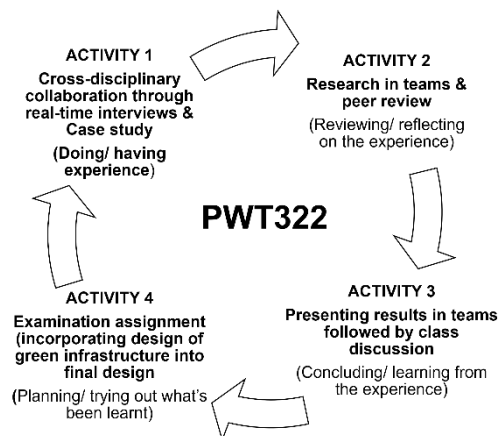 ACTIVITY 1
Cross-disciplinary
collaboration through
real-time interviews &
Case study
(Doing/ having
experience)
ACTIVITY 2
Research in teams &
peer review
(Reviewing/ reflecting
on the experience)
PWT322
ACTIVITY 3
Presenting results in teams
followed by class
discussion
(Concluding/ learning from
the experience)
ACTIVITY 4
Examination assignment
(incorporating design of
green infrastructure into
final design
(Planning/ trying out what's
been learnt)